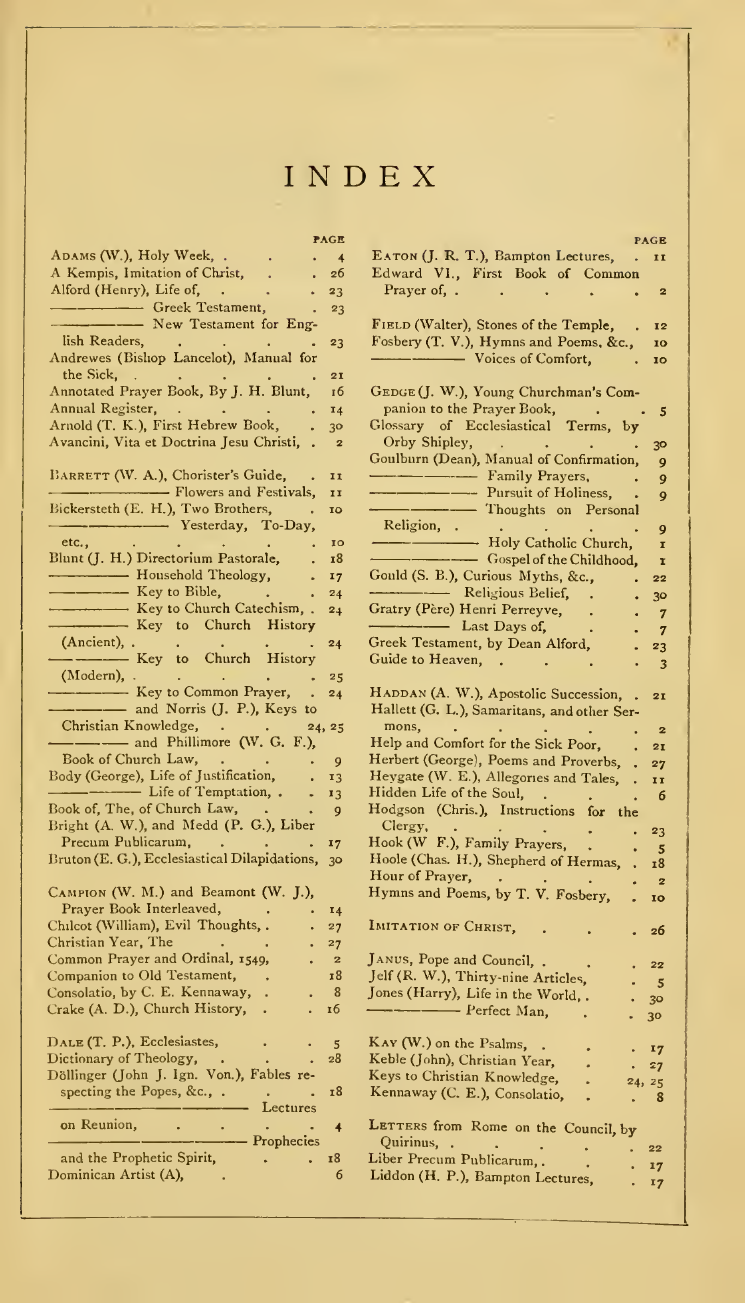 INDEX
PAGE
ADAMS (W.), Holy Week, . . . 4
A Kempis, Imitation of Christ, . . 26
Alford (Henry), Life of, . . . 23
——— Greek Testament, . 23
——— New Testament for Eng-
lish Readers, . . . . 23
Andrewes (Bishop Lancelot), Manual for
the Sick, . . . . . 21
Annotated Prayer Book, By J. H. Blunt, 16
Annual Register, . . . . 14
Arnold (T. K.), First Hebrew Book, . 30
Avancini, Vita et Doctrina Jesu Christi, . 2
BARRETT (W. A.), Chorister's Guide, . 11
——— Flowers and Festivals, 11
Bickersteth (E. H.), Two Brothers, . 10
——— Yesterday, To-Day,
etc., . . . . . . 10
Blunt (J. H.) Directorium Pastorale, . 18
——— Household Theology, . 17
——— Key to Bible, . . 24
——— Key to Church Catechism, . 24
——— Key to Church History
(Ancient), . . . . . 24
——— Key to Church History
(Modern), . . . . . 25
——— Key to Common Prayer, . 24
——— and Norris (J. P.), Keys to
Christian Knowledge, . . 24, 25
——— and Phillimore (W. G. F.),
Book of Church Law, . . . 9
Body (George), Life of Justification, . 13
——— Life of Temptation, . . 13
Book of, The, of Church Law, . . 9
Bright (A. W.), and Medd (P. G.), Liber
Precum Publicarum, . . . 17
Bruton (E. G.), Ecclesiastical Dilapidations, 30
CAMPION (W. M.) and Beamont (W. J.),
Prayer Book Interleaved, . . 14
Chilcot (William), Evil Thoughts, . . 27
Christian Year, The . . . 27
Common Prayer and Ordinal, 1549, . 2
Companion to Old Testament, . 18
Consolatio, by C. E. Kennaway, . . 8
Crake (A. D.), Church History, . . 16
DALE (T. P.), Ecclesiastes, . . 5
Dictionary of Theology, . . . 28
Döllinger (John J. Ign. Von.), Fables re-
specting the Popes, &c., . . . 18
——— Lectures
on Reunion, . . . . 4
——— Prophecies
and the Prophetic Spirit, . . 18
Dominican Artist (A), . 6
PAGE
EATON (J. R. T.), Bampton Lectures, . 11
Edward VI., First Book of Common
Prayer of, . . . . . 2
FIELD (Walter), Stones of the Temple, . 12
Fosbery (T. V.), Hymns and Poems, &c., 10
——— Voices of Comfort, . 10
GEDGE (J. W.), Young Churchman's Com-
panion to the Prayer Book, . . 5
Glossary of Ecclesiastical Terms, by
Orby Shipley, . . . . 30
Goulburn (Dean), Manual of Confirmation, 9
——— Family Prayers, . 9
——— Pursuit of Holiness, . 9
——— Thoughts on Personal
Religion, . . . . . 9
——— Holy Catholic Church, 1
——— Gospel of the Childhood, 1
Gould (S. B.), Curious Myths, &c., . 22
——— Religious Belief, . . 30
Gratry (Père) Henri Perreyve, . . 7
——— Last Days of, . . 7
Greek Testament, by Dean Alford, . 23
Guide to Heaven, . . . . 3
HADDAN (A. W.), Apostolic Succession, . 21
Hallett (G. L.), Samaritans, and other Ser-
mons, . . . . . 2
Help and Comfort for the Sick Poor, . 21
Herbert (George), Poems and Proverbs, . 27
Heygate (W. E.), Allegories and Tales, . 11
Hidden Life of the Soul, . . . 6
Hodgson (Chris.), Instructions for the
Clergy, . . . . . 23
Hook (W F.), Family Prayers, . . 5
Hoole (Chas. H.), Shepherd of Hermas, . 18
Hour of Prayer, . . . . 2
Hymns and Poems, by T. V. Fosbery, . 10
IMITATION OF CHRIST, . . . 26
JANUS, Pope and Council, . . . 22
Jelf (R. W.), Thirty-nine Articles, . 5
Jones (Harry), Life in the World, . . 30
——— Perfect Man, . . 30
KAY (W.) on the Psalms, . . . 17
Keble (John), Christian Year, . . 27
Keys to Christian Knowledge, . 24, 25
Kennaway (C. E.), Consolatio, . . 8
LETTERS from Rome on the Council, by
Quirinus, . . . . . 22
Liber Precum Publicarum, . . . 17
Liddon (H. P.), Bampton Lectures, . 17